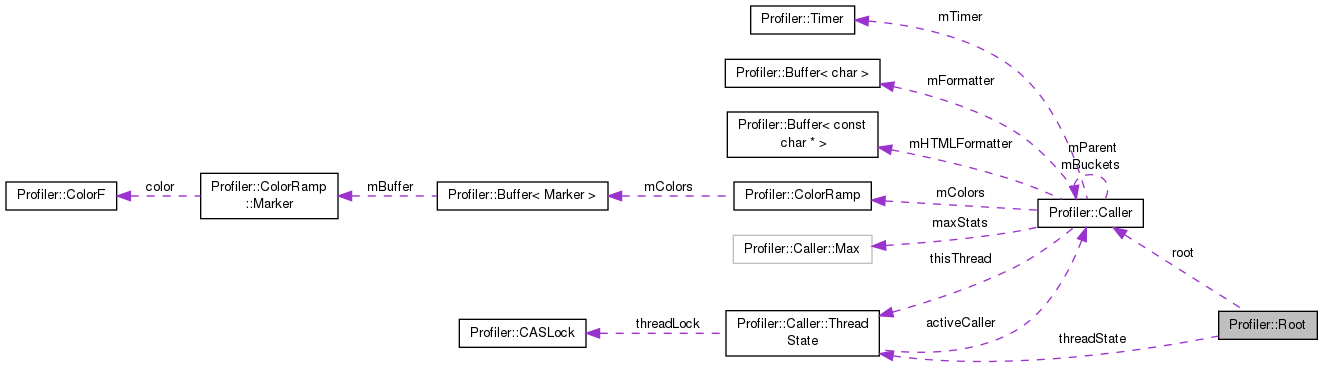 Profiler::Timer
mTimer
Profiler::Buffer< char >
mFormatter
Profiler::Buffer< const
char * >
mHTMLFormatter
mParent
mBuckets
Profiler::ColorF
color
Profiler::ColorRamp
::Marker
mBuffer
Profiler::Buffer< Marker >
mColors
Profiler::ColorRamp
mColors
Profiler::Caller
maxStats
Profiler::Caller::Max
thisThread
root
Profiler::CASLock
threadLock
Profiler::Caller::Thread
State
activeCaller
threadState
Profiler::Root